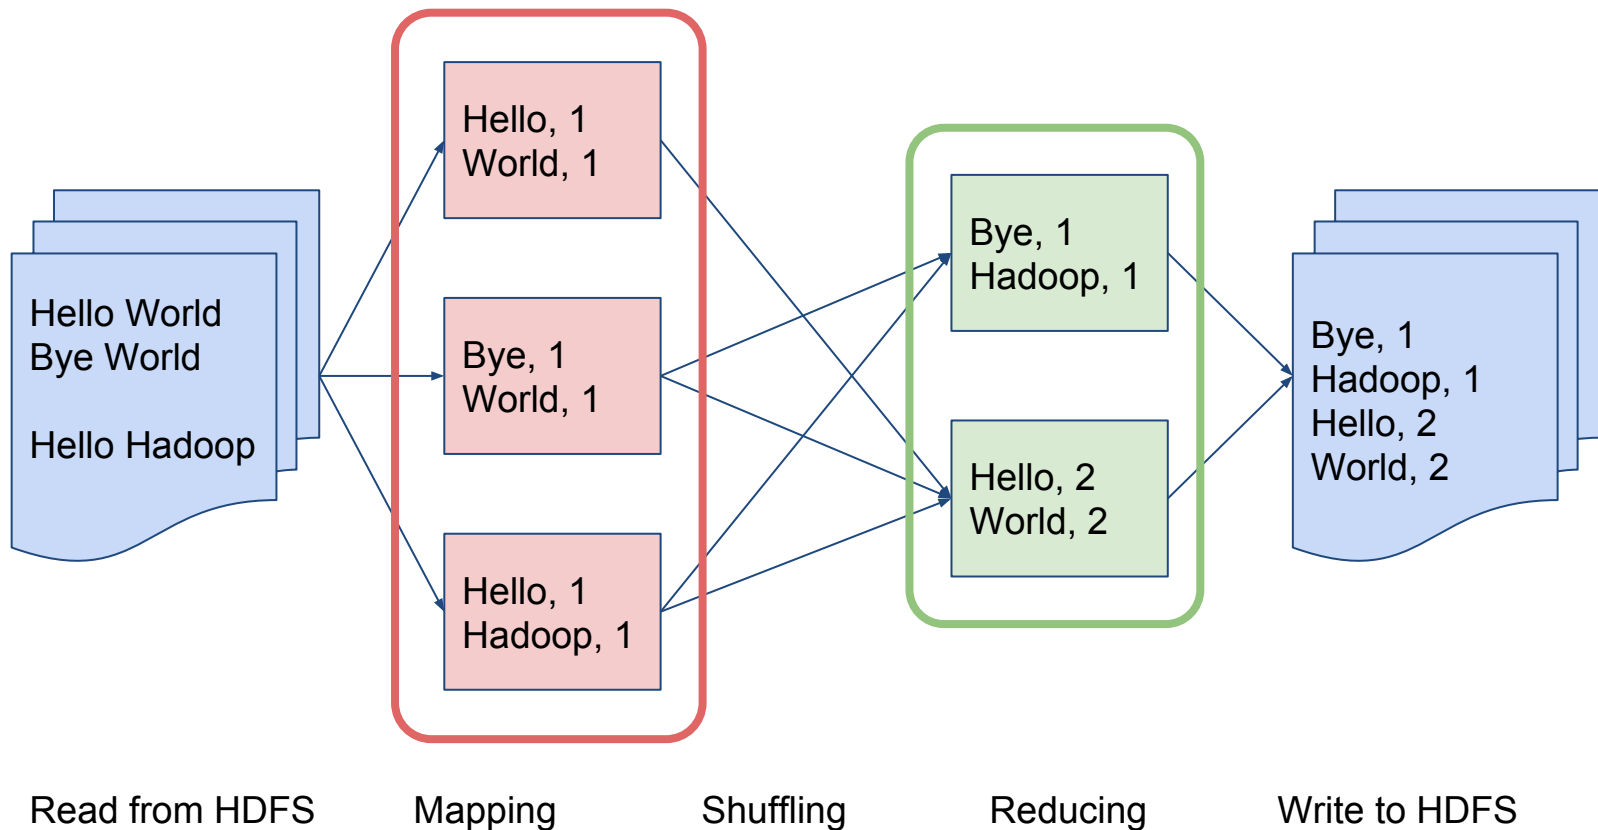 Hello World
Bye World
Hello Hadoop
Hello, 1
World, 1
Bye, 1
World, 1
Hello, 1
Hadoop, 1
Bye, 1
Hadoop, 1
Hello, 2
World, 2
Bye, 1
Hadoop, 1
Hello, 2
World, 2
Read from HDFS
Mapping
Shuffling
Reducing
Write to HDFS